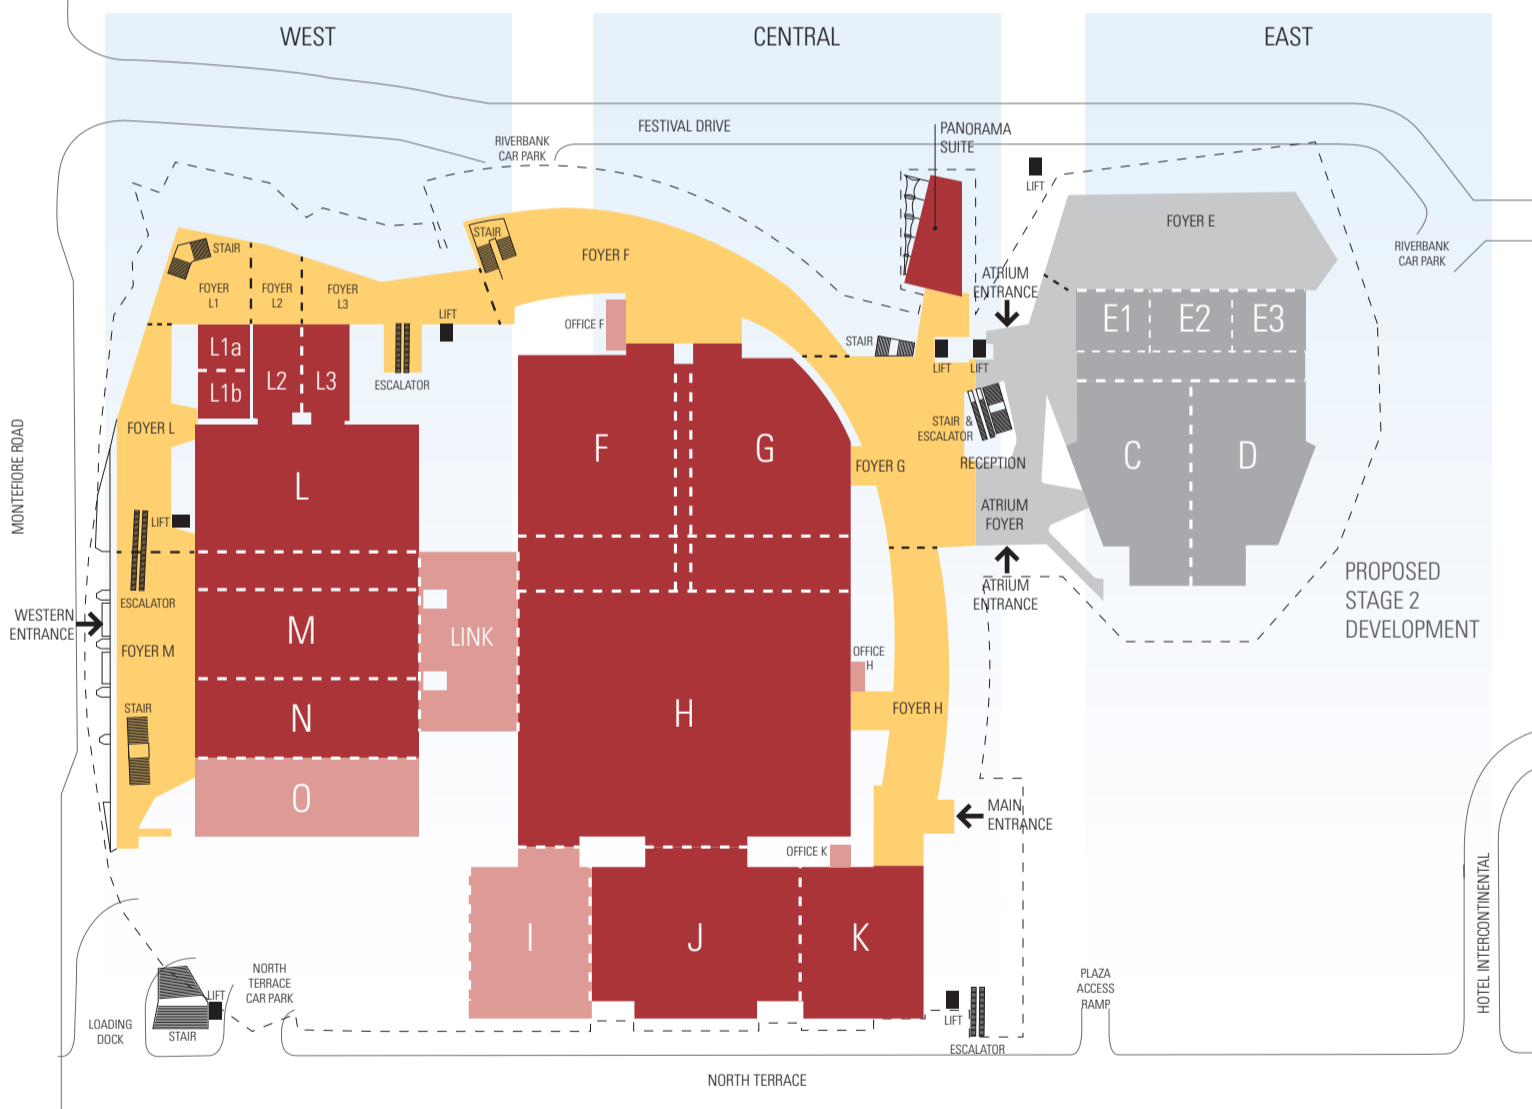 WEST
CENTRAL
EAST
FESTIVAL DRIVE
RIVERBANK
CAR PARK
PANORAMA
SUITE
LIFT
FOYER E
RIVERBANK
CAR PARK
STAIR
STAIR
FOYER F
FOYER
L1
FOYER
L2
FOYER
L3
ATRIUM
ENTRANCE
LIFT
OFFICE F
E1
E2
E3
L1a
L1b
L2
L3
ESCALATOR
STAIR
LIFT
LIFT
MONTEFIORE ROAD
FOYER L
STAIR &
ESCALATOR
F
G
FOYER G
RECEPTION
C
D
L
LIFT
ATRIUM
FOYER
ESCALATOR
ATRIUM
ENTRANCE
PROPOSED
STAGE 2
DEVELOPMENT
WESTERN
ENTRANCE
FOYER M
M
LINK
OFFICE
H
STAIR
N
H
FOYER H
O
MAIN
ENTRANCE
OFFICE K
I
J
K
HOTEL INTERCONTINENTAL
NORTH
TERRACE
CAR PARK
PLAZA
ACCESS
RAMP
LIFT
LOADING
DOCK
STAIR
LIFT
ESCALATOR
NORTH TERRACE